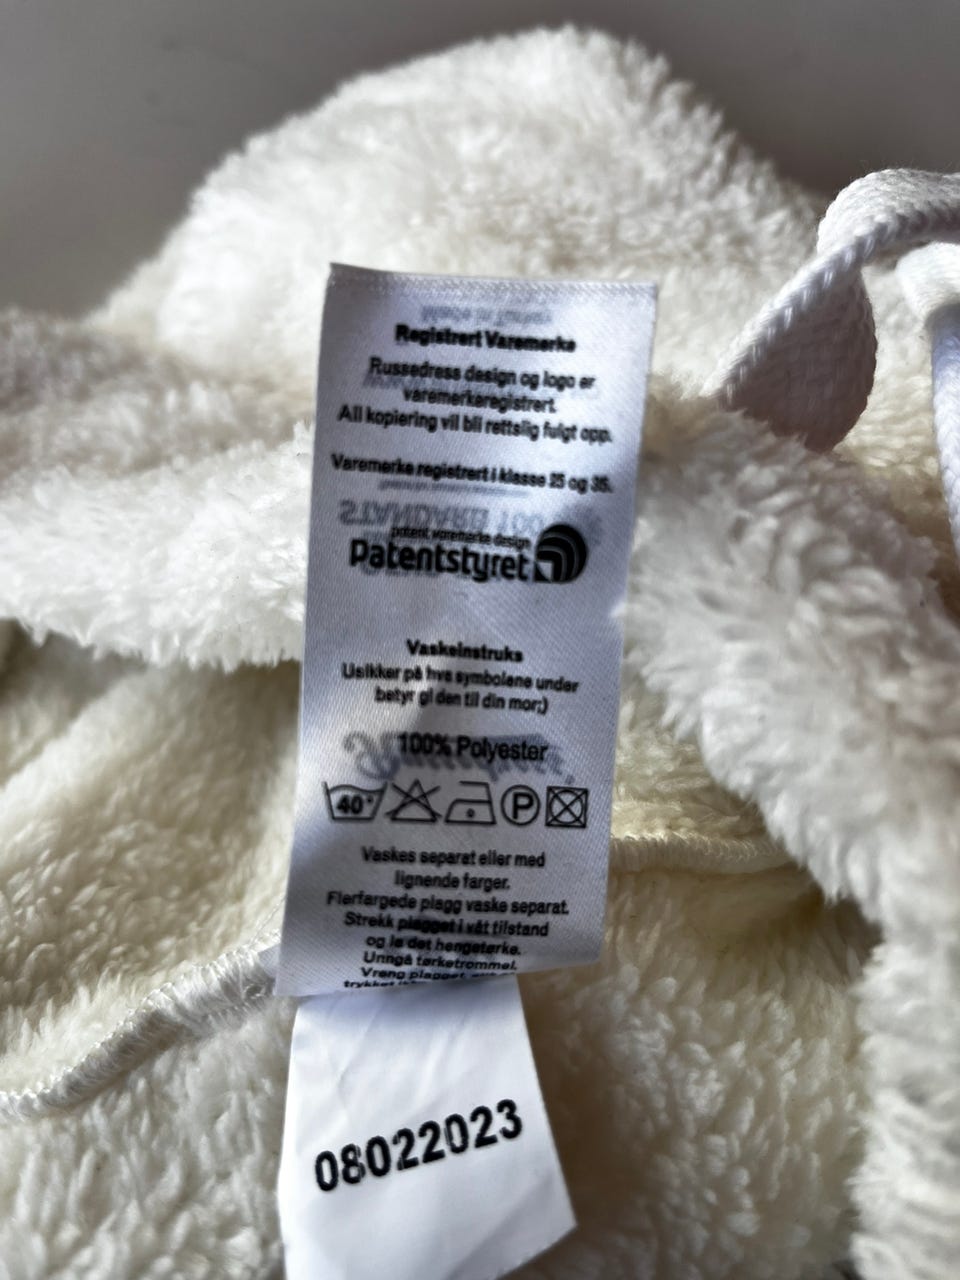 Registrert Varemerke
Russedress design og logo er
varemerkeregistrert.
All kopiering vil bli rettslig fulgt opp.
Varemerke registrert i klasse 25 og 35.
patent varemerke design
Patentstyret
Vaskeinstruks
Usikker på hva symbolene under
betyr gi den til din mor;)
100% Polyester
40°
P
Vaskes separat eller med
lignende farger.
Flerfargede plagg vaske separat.
Strekk plagget i våt tilstand
og la det hengetørke.
Unngå tørketrommel.
Vreng plagget,
trykket
08022023